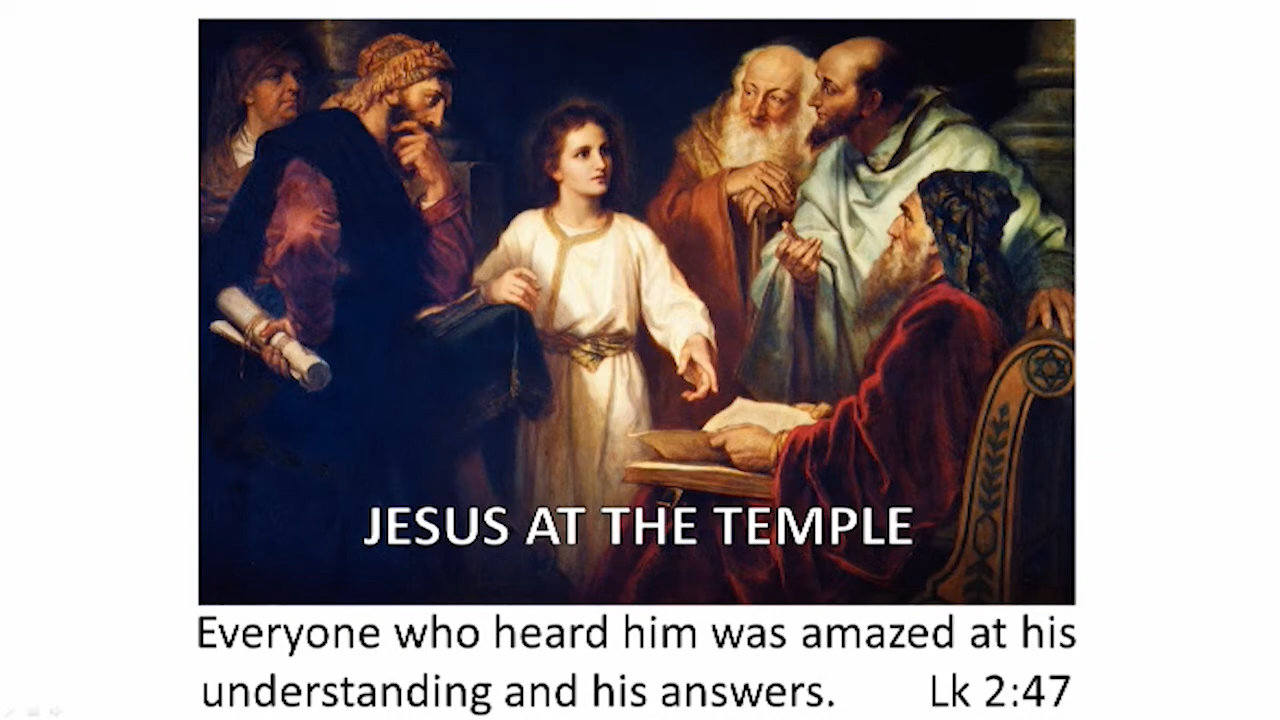 JESUS AT THE TEMPLE
Everyone who heard him was amazed at his
understanding and his answers. Lk 2:47